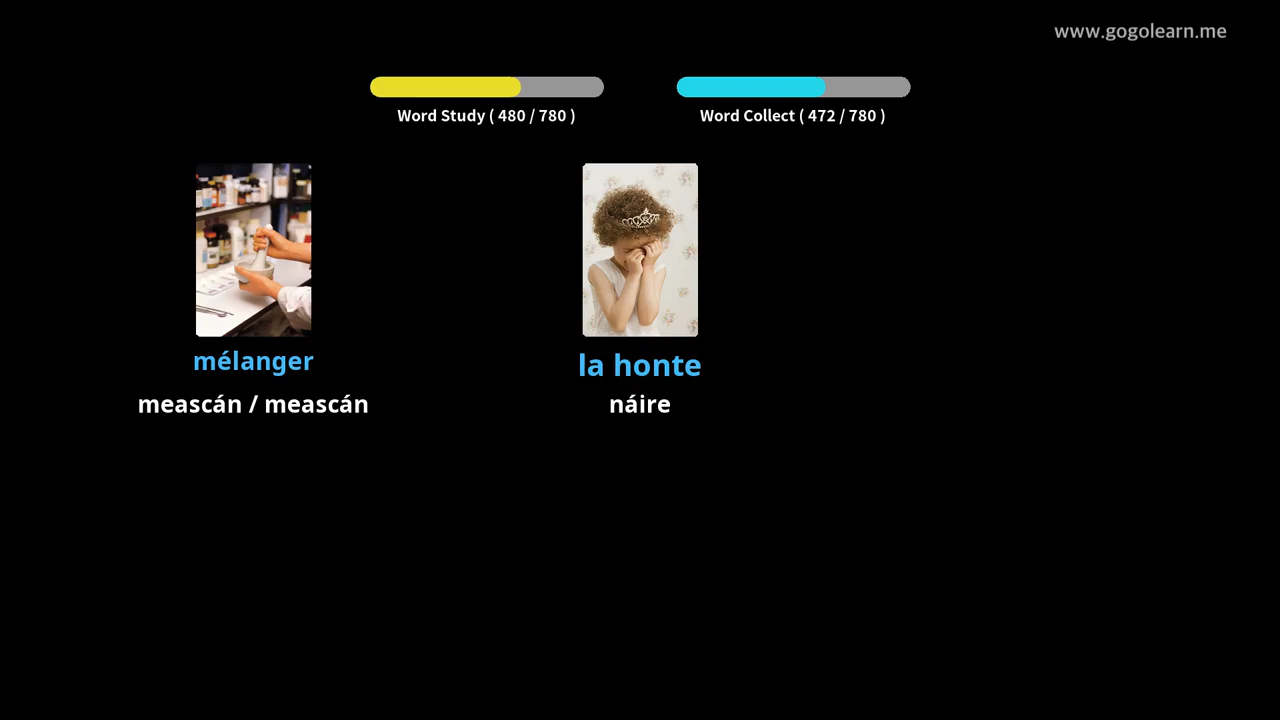 www.gogolearn.me
Word Study ( 480 / 780 )
Word Collect ( 472 / 780 )
mélanger
meascán / meascán
la honte
náire